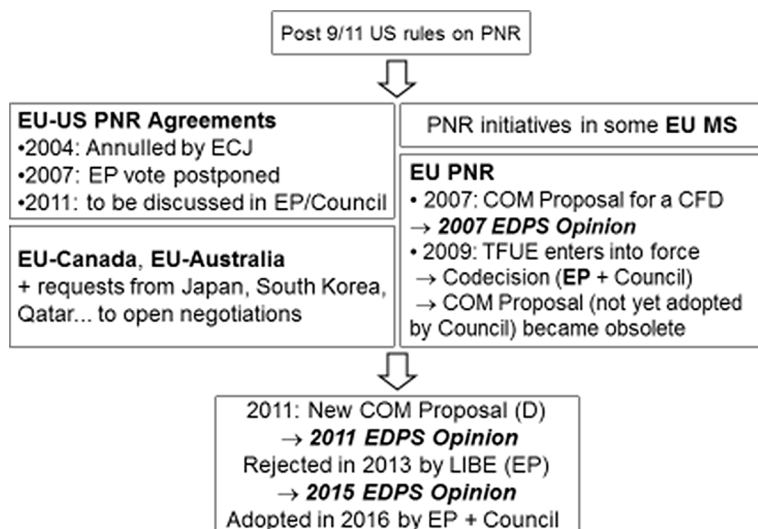 Post 9/11 US rules on PNR
EU-US PNR Agreements
•2004: Annulled by ECJ
•2007: EP vote postponed
•2011: to be discussed in EP/Council
EU-Canada, EU-Australia
+ requests from Japan, South Korea,
Qatar... to open negotiations
PNR initiatives in some EU MS
EU PNR
• 2007: COM Proposal for a CFD
→ 2007 EDPS Opinion
• 2009: TFUE enters into force
→ Codecision (EP + Council)
→ COM Proposal (not yet adopted
by Council) became obsolete
2011: New COM Proposal (D)
→ 2011 EDPS Opinion
Rejected in 2013 by LIBE (EP)
→ 2015 EDPS Opinion
Adopted in 2016 by EP + Council